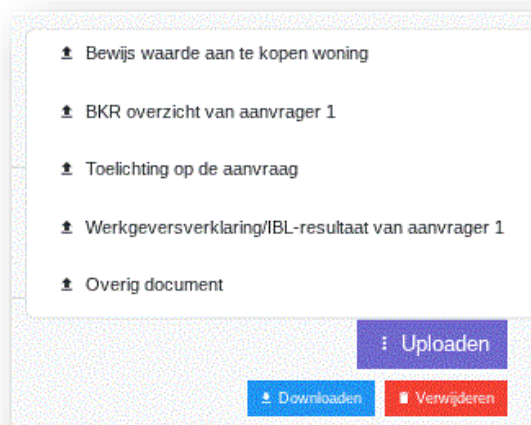 Bewijs waarde aan te kopen woning
BKR overzicht van aanvrager 1
Toelichting op de aanvraag
Werkgeversverklaring/IBL-resultaat van aanvrager 1
Overig document
Uploaden
Downloaden Verwijderen